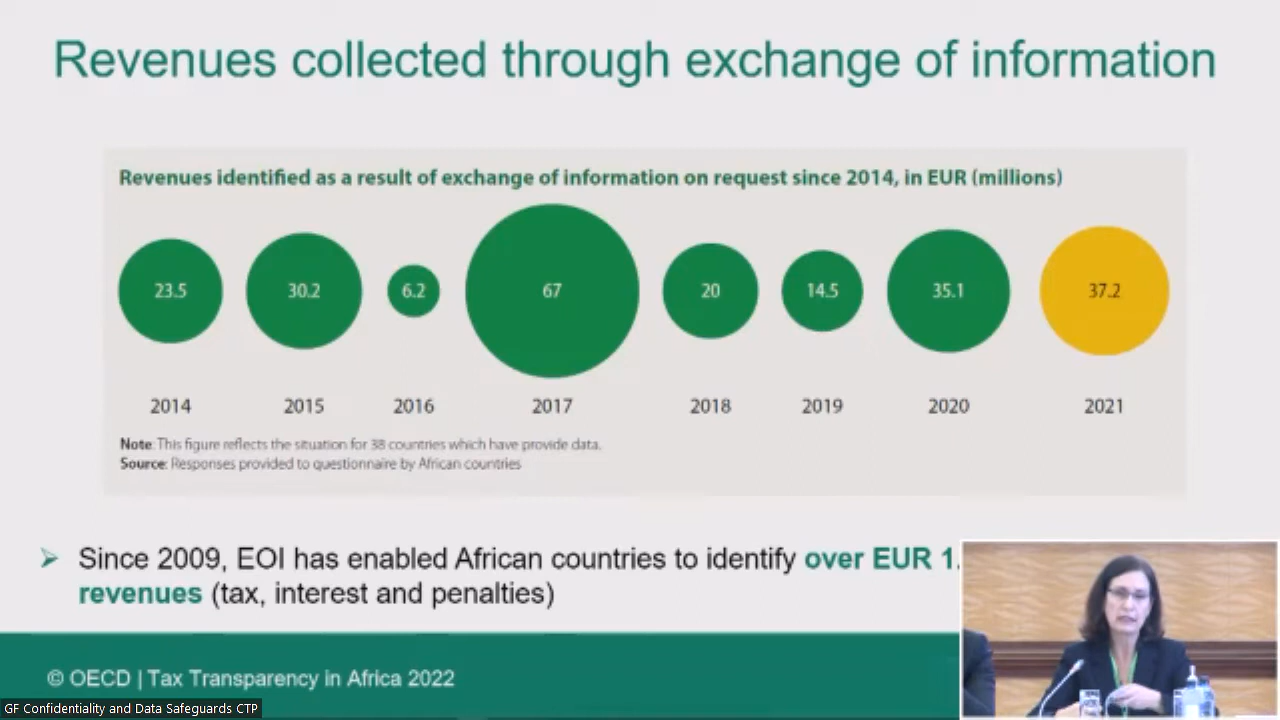 Revenues collected through exchange of information
Revenues identified as a result of exchange of information on request since 2014, in EUR (millions)
23.5 30.2 6.2 67 20 14.5 35.1 37.2
2014 2015 2016 2017 2018 2019 2020 2021
Note: This figure reflects the situation for 38 countries which have provide data.
Source: Responses provided to questionnaire by African countries
Since 2009, EOI has enabled African countries to identify over EUR 1.
revenues (tax, interest and penalties)
© OECD | Tax Transparency in Africa 2022
GF Confidentiality and Data Safeguards CTP